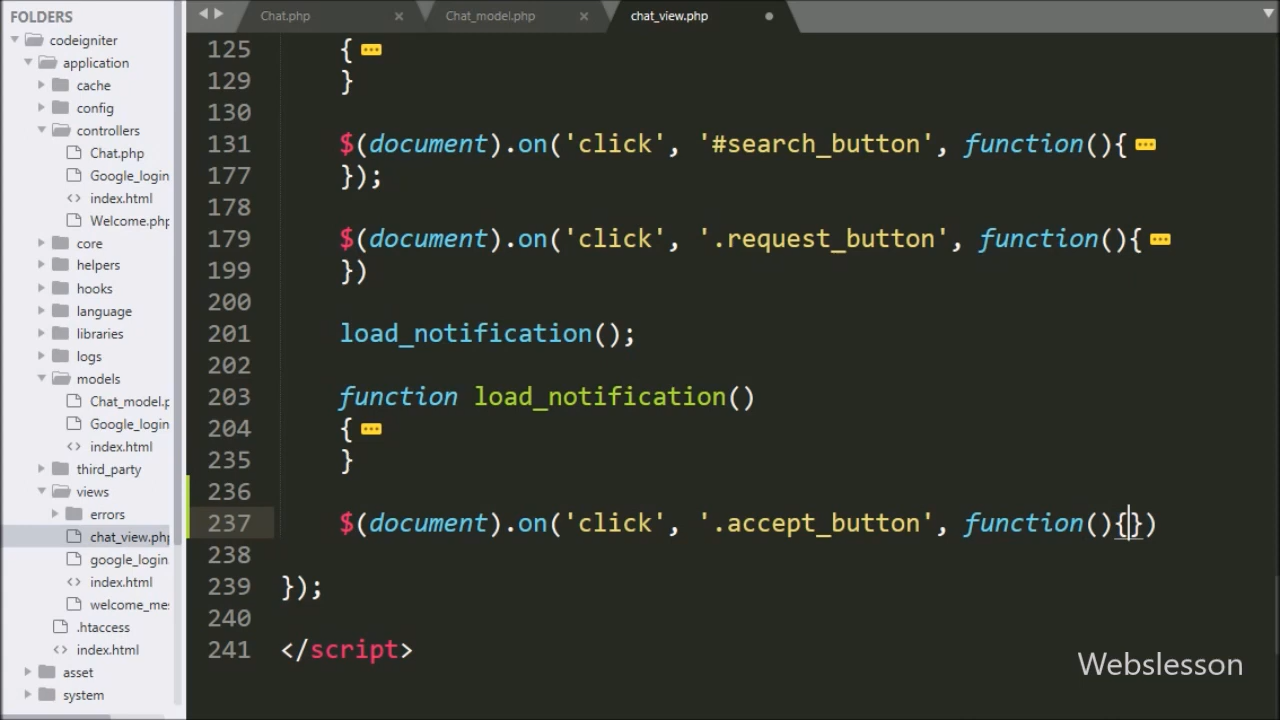 FOLDERS
codeigniter
application
cache
config
controllers
Chat.php
Google_login
index.html
Welcome.php
core
helpers
hooks
language
libraries
logs
models
Chat_model.p
Google_login
index.html
third_party
views
errors
chat_view.php
google_login
index.html
welcome_me
.htaccess
index.html
asset
system
Chat.php × Chat_model.php × chat_view.php
125 {
129 }
130
131 $(document).on('click', '#search_button', function(){
177 });
178
179 $(document).on('click', '.request_button', function(){
199 })
200
201 load_notification();
202
203 function load_notification()
204 {
235 }
236
237 $(document).on('click', '.accept_button', function(){})
238
239 });
240
241 </script>
Webslesson